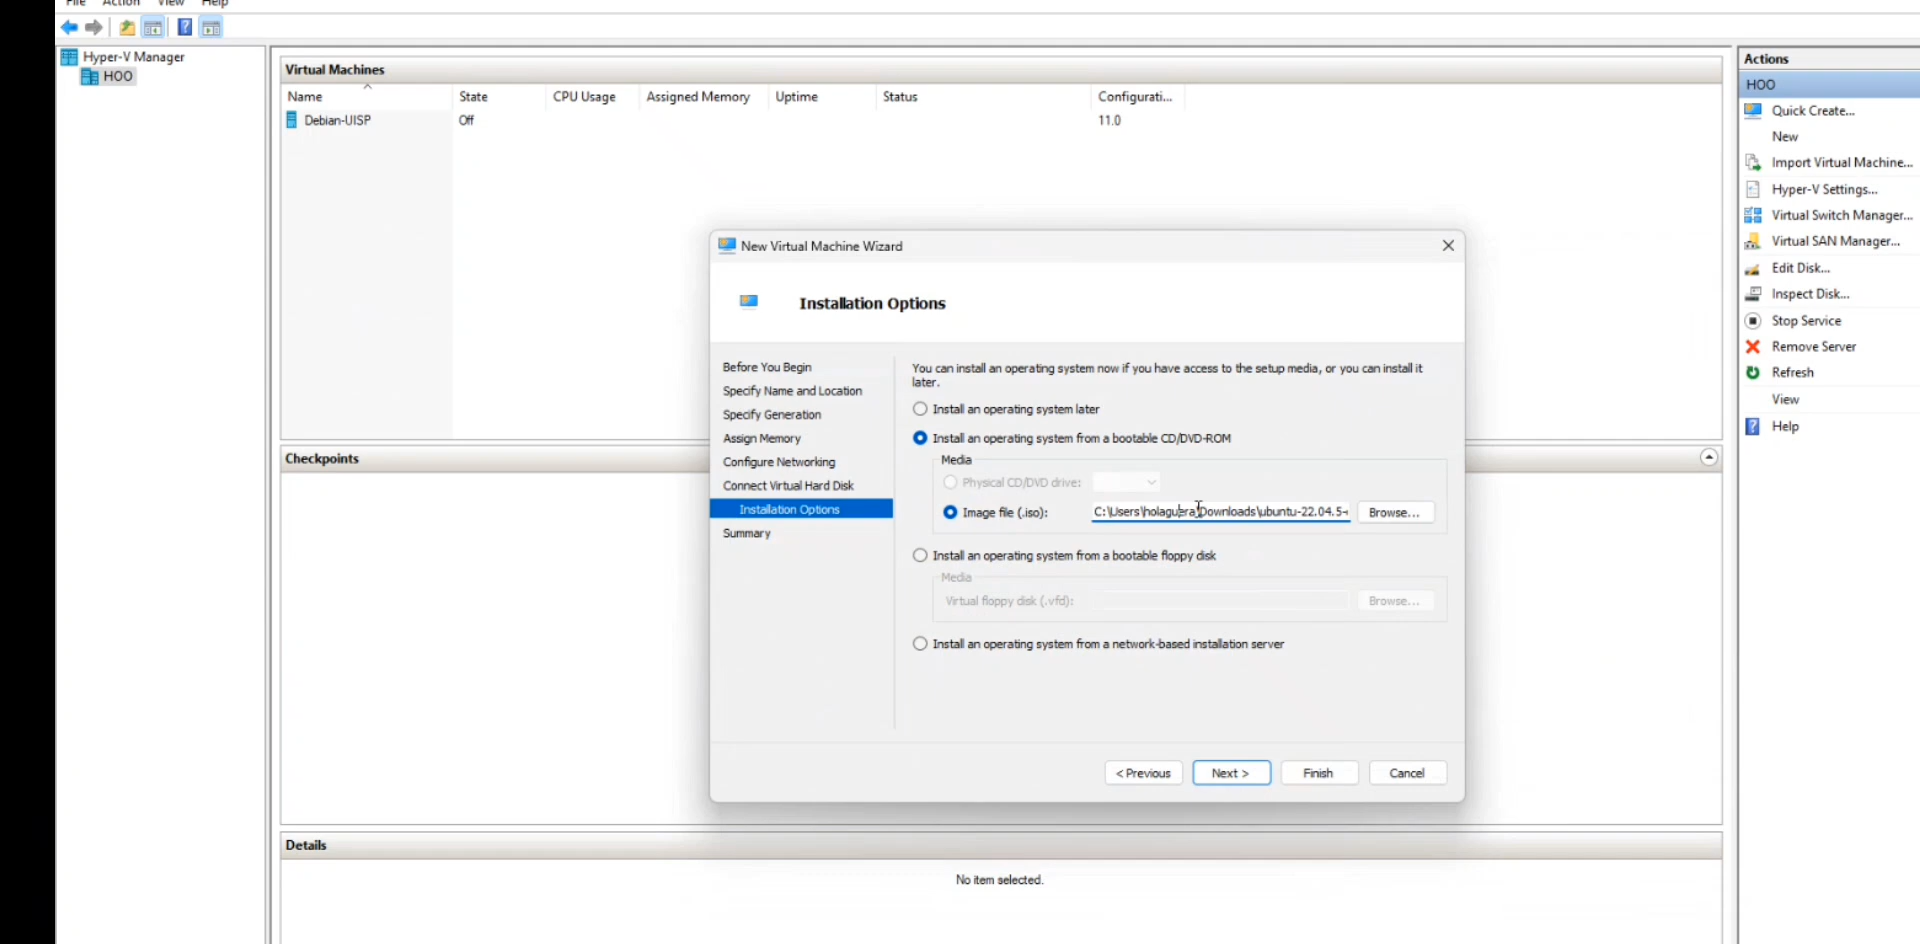 File Action View Help
Hyper-V Manager
HOO
Virtual Machines
Name State CPU Usage Assigned Memory Uptime Status Configurati...
Debian-UISP Off 11.0
New Virtual Machine Wizard
Installation Options
Before You Begin
Specify Name and Location
Specify Generation
Assign Memory
Configure Networking
Connect Virtual Hard Disk
Installation Options
Summary
You can install an operating system now if you have access to the setup media, or you can install it
later.
Install an operating system later
Install an operating system from a bootable CD/DVD-ROM
Media
Physical CD/DVD drive:
Image file (.iso): C:\Users\holaguera\Downloads\ubuntu-22.04.5- Browse...
Install an operating system from a bootable floppy disk
Media
Virtual floppy disk (.vfd): Browse...
Install an operating system from a network-based installation server
< Previous Next > Finish Cancel
Checkpoints
Details
No item selected.
Actions
HOO
Quick Create...
New
Import Virtual Machine...
Hyper-V Settings...
Virtual Switch Manager...
Virtual SAN Manager...
Edit Disk...
Inspect Disk...
Stop Service
Remove Server
Refresh
View
Help